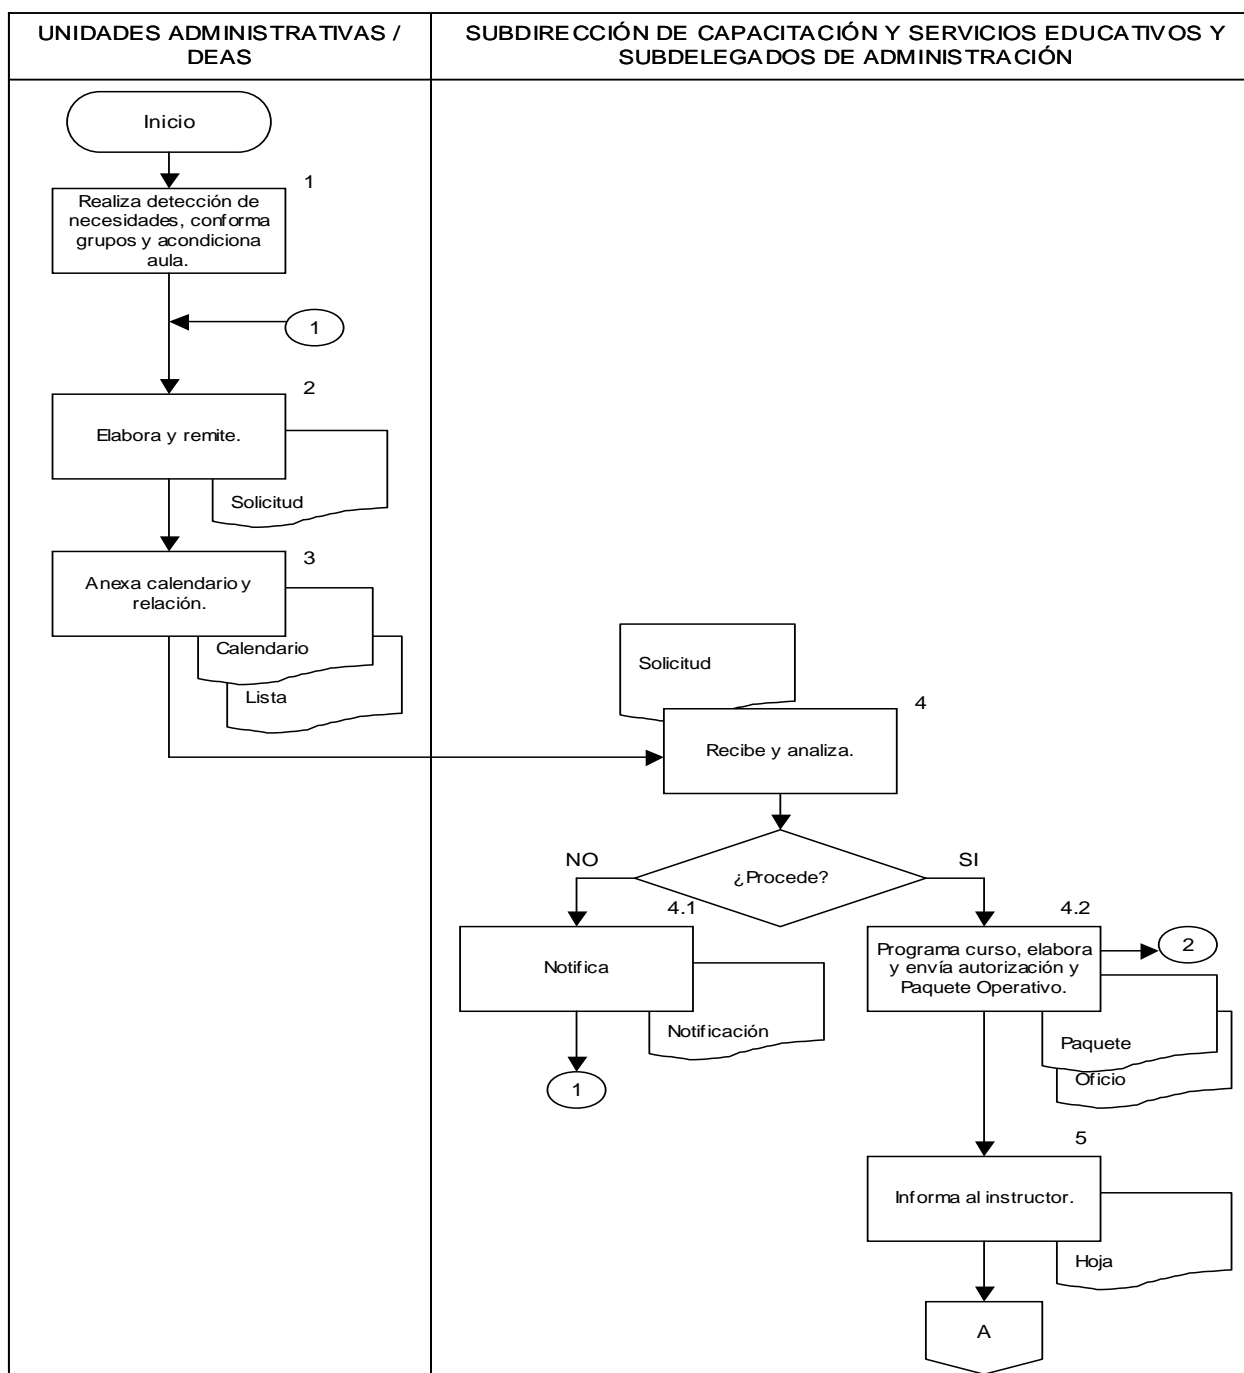 UNIDADES ADMINISTRATIVAS /
DEAS
SUBDIRECCIÓN DE CAPACITACIÓN Y SERVICIOS EDUCATIVOS Y
SUBDELEGADOS DE ADMINISTRACIÓN
Inicio
1
Realiza detección de
necesidades, conforma
grupos y acondiciona
aula.
1
2
Elabora y remite.
Solicitud
3
Anexa calendario y
relación.
Calendario
Lista
Solicitud
4
Recibe y analiza.
¿Procede?
NO
SI
4.1
Notifica
Notificación
1
4.2
Programa curso, elabora
y envía autorización y
Paquete Operativo.
2
Paquete
Oficio
5
Informa al instructor.
Hoja
A